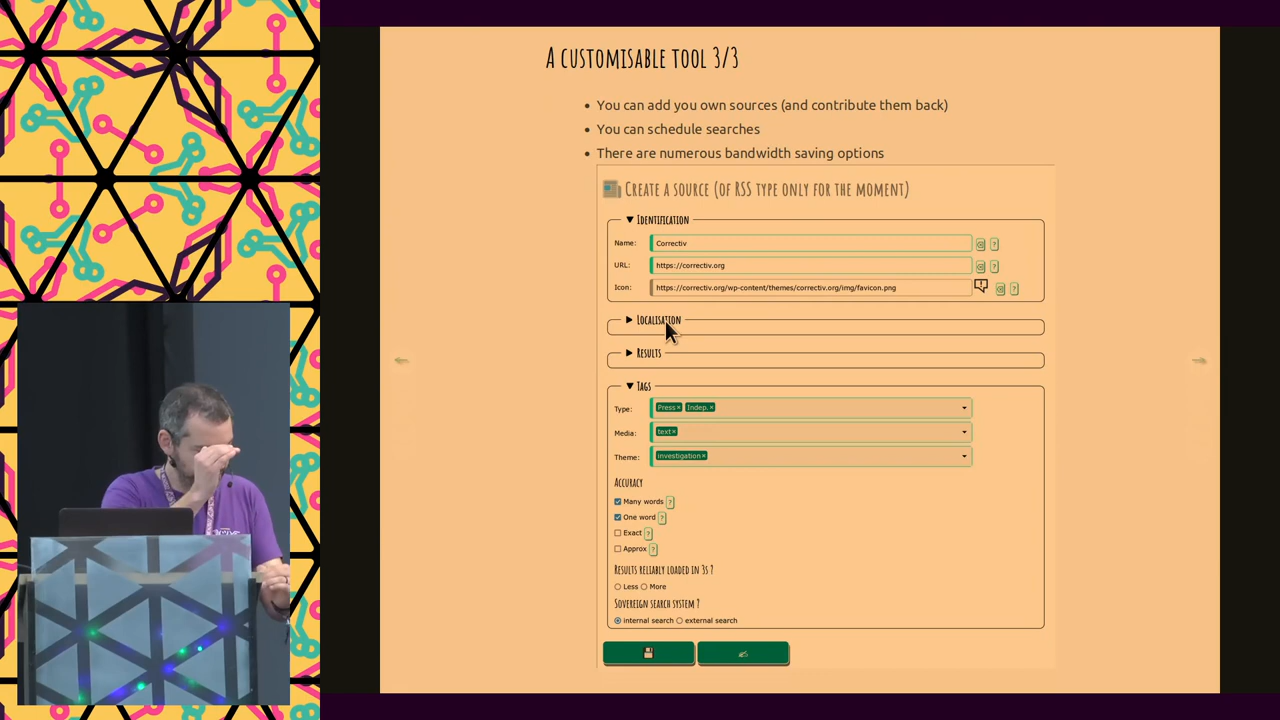 A customisable tool 3/3
You can add you own sources (and contribute them back)
You can schedule searches
There are numerous bandwidth saving options
Create a source (of RSS type only for the moment)
▼ Identification
Name: Correctiv ?
URL: https://correctiv.org ?
Icon: https://correctiv.org/wp-content/themes/correctiv.org/img/favicon.png ?
▶ Localisation
▶ Results
▼ Tags
Type: Press× Indep.×
Media: text×
Theme: investigation×
Accuracy
Many words ?
One word ?
Exact ?
Approx ?
Results reliably loaded in 3s ?
Less More
Sovereign search system ?
internal search external search